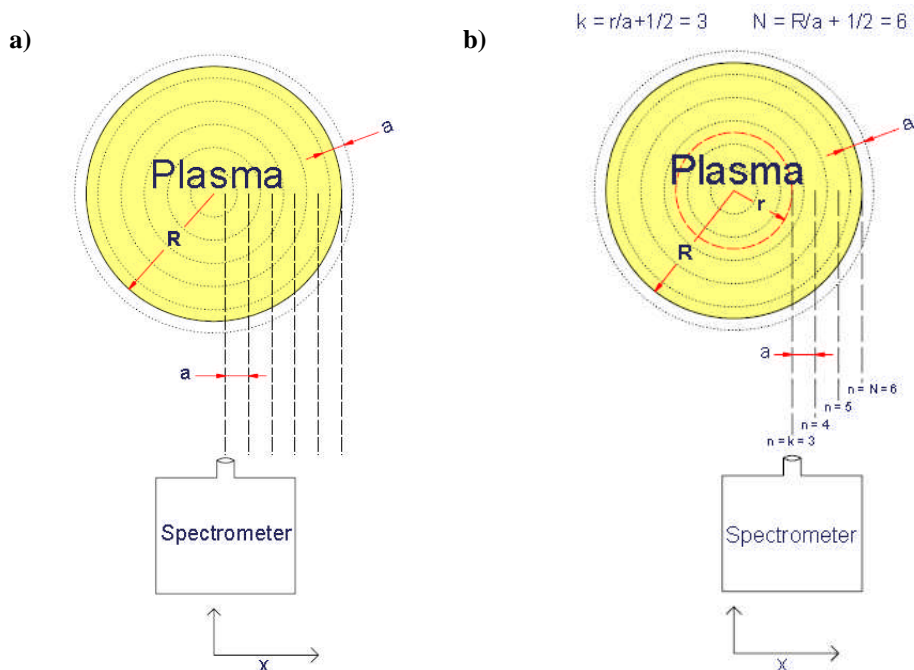 a)
Plasma
a
R
a
Spectrometer
x
b)
k = r/a+1/2 = 3 N = R/a + 1/2 = 6
Plasma
a
r
R
a
n = N = 6
n = 5
n = 4
n = k = 3
Spectrometer
x